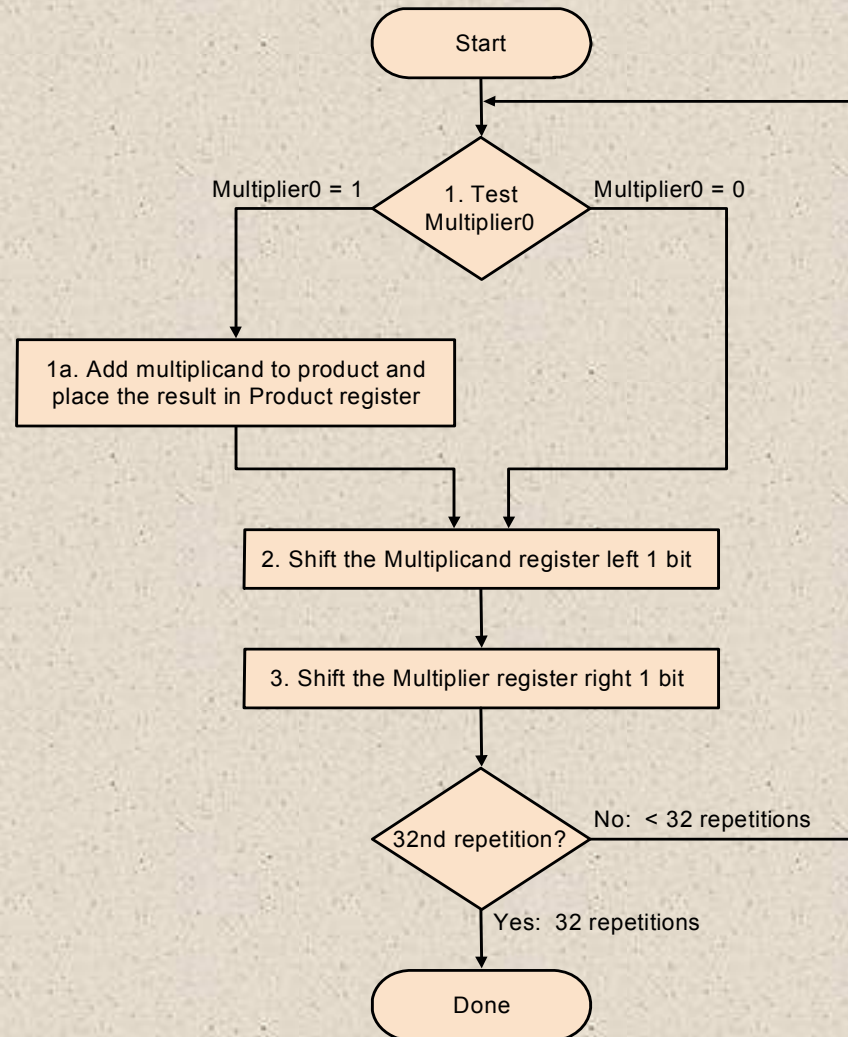 Start
1. Test
Multiplier0
Multiplier0 = 1
Multiplier0 = 0
1a. Add multiplicand to product and
place the result in Product register
2. Shift the Multiplicand register left 1 bit
3. Shift the Multiplier register right 1 bit
32nd repetition?
No: < 32 repetitions
Yes: 32 repetitions
Done